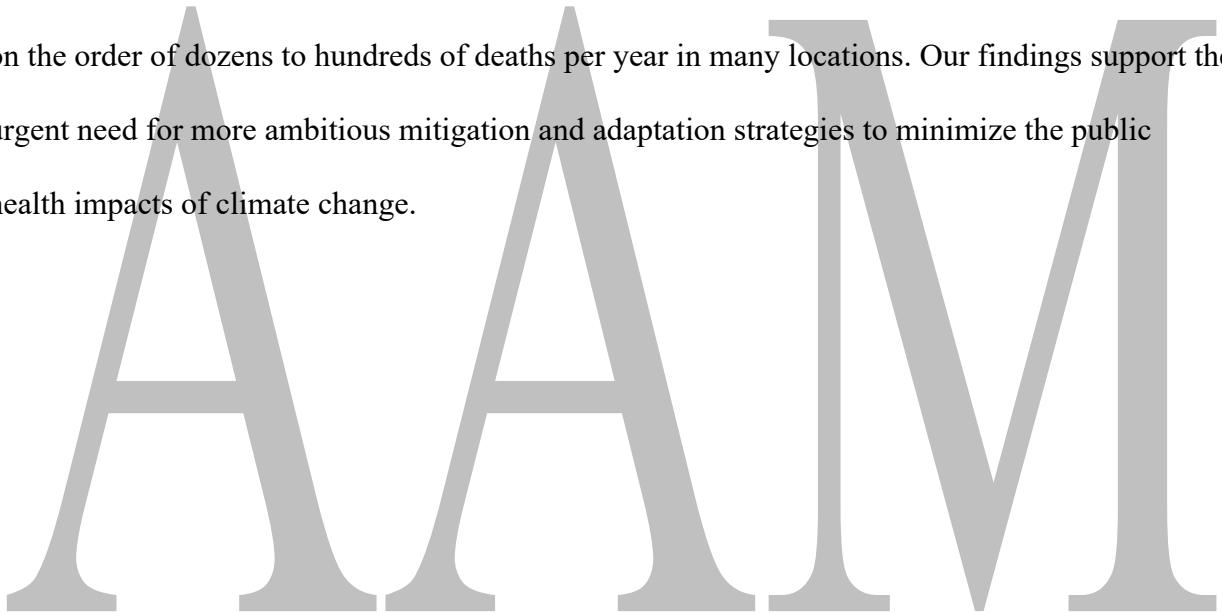 on the order of dozens to hundreds of deaths per year in many locations. Our findings support the
urgent need for more ambitious mitigation and adaptation strategies to minimize the public
health impacts of climate change.
AAM